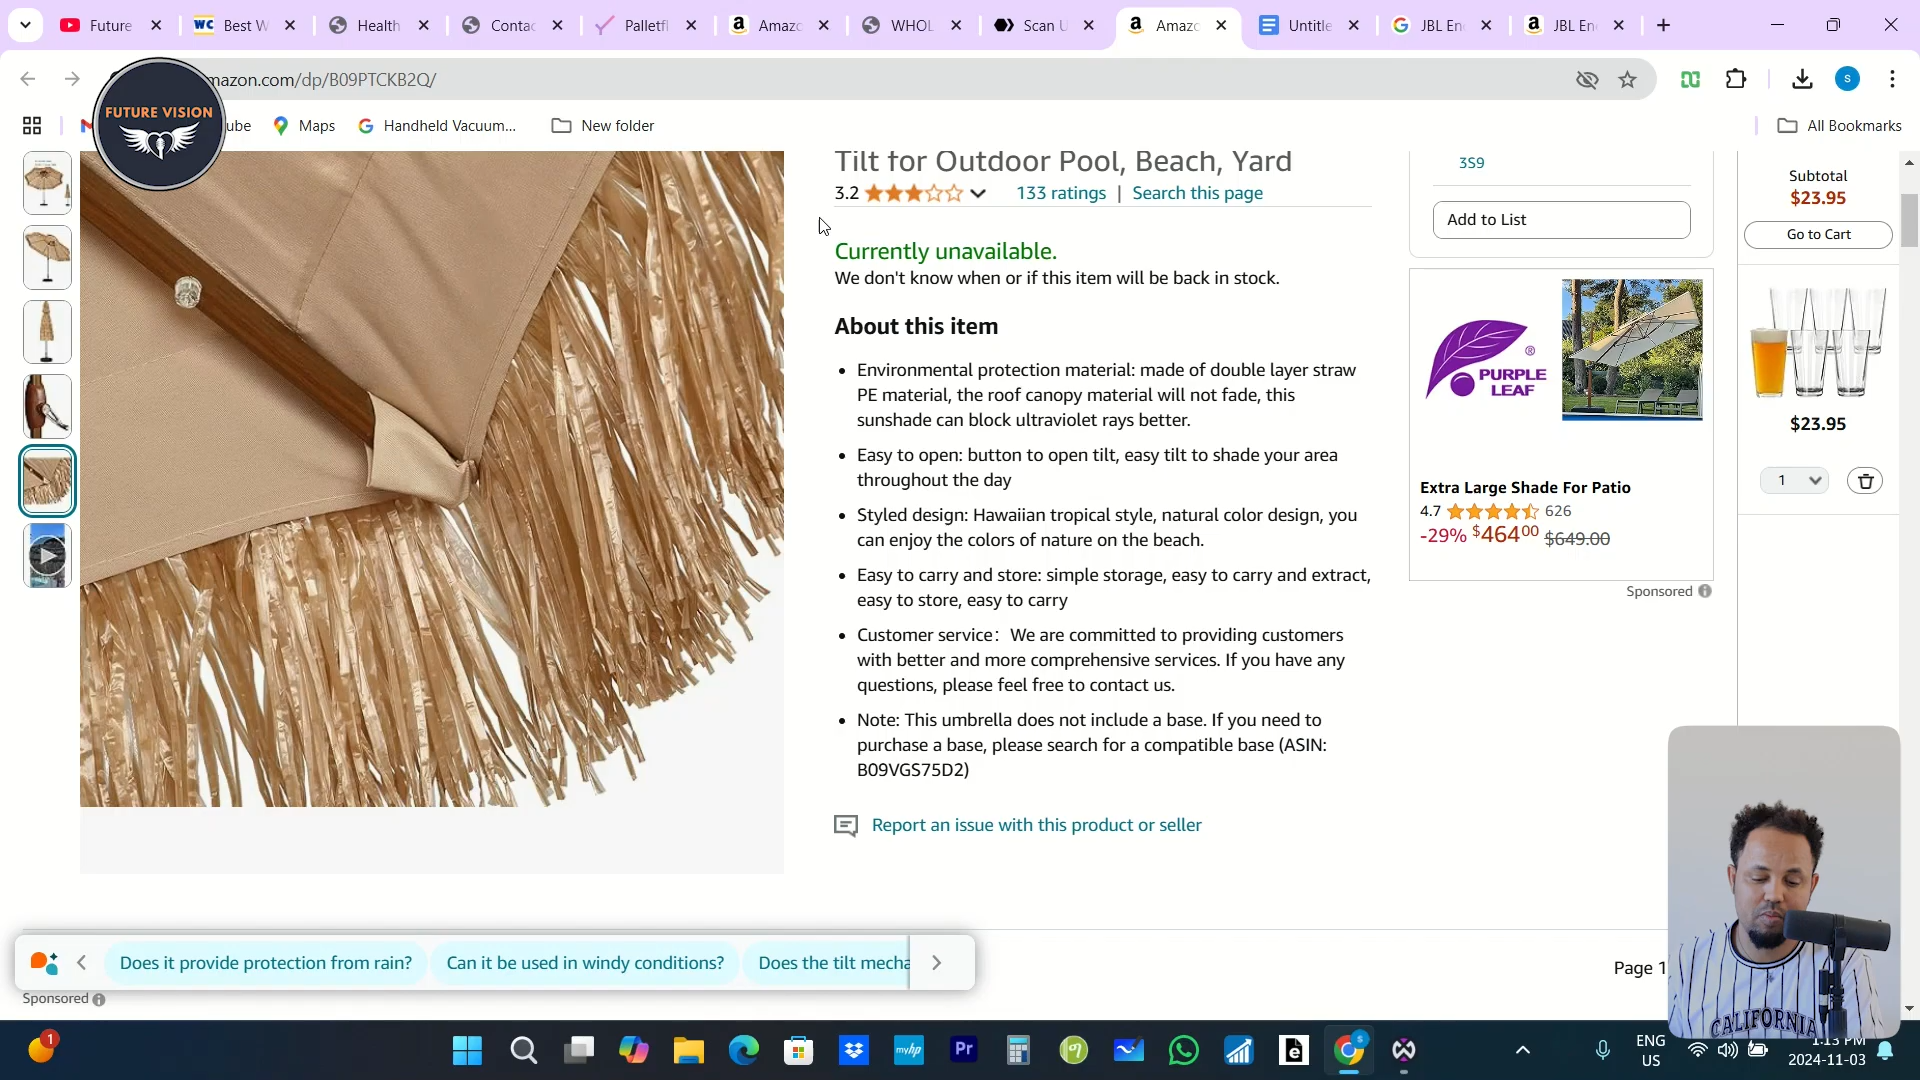 Future
Best W
Health
Contac
Palletfl
Amazo
WHOL
Scan U
Amazo
Untitle
JBL En
JBL En
mazon.com/dp/B09PTCKB2Q/
S
FUTURE VISION
ube
Maps
Handheld Vacuum...
New folder
All Bookmarks
Tilt for Outdoor Pool, Beach, Yard
3.2
133 ratings | Search this page
Currently unavailable.
We don't know when or if this item will be back in stock.
About this item
Environmental protection material: made of double layer straw
PE material, the roof canopy material will not fade, this
sunshade can block ultraviolet rays better.
Easy to open: button to open tilt, easy tilt to shade your area
throughout the day
Styled design: Hawaiian tropical style, natural color design, you
can enjoy the colors of nature on the beach.
Easy to carry and store: simple storage, easy to carry and extract,
easy to store, easy to carry
Customer service： We are committed to providing customers
with better and more comprehensive services. If you have any
questions, please feel free to contact us.
Note: This umbrella does not include a base. If you need to
purchase a base, please search for a compatible base (ASIN:
B09VGS75D2)
Report an issue with this product or seller
3S9
Add to List
PURPLE
LEAF
®
Extra Large Shade For Patio
4.7 626
-29% $46400 $649.00
Sponsored
Subtotal
$23.95
Go to Cart
$23.95
1
Does it provide protection from rain?
Can it be used in windy conditions?
Does the tilt mecha
Page 1
Sponsored
CALIFORNIA
1
myhp
Pr
ENG
US
1:13 PM
2024-11-03